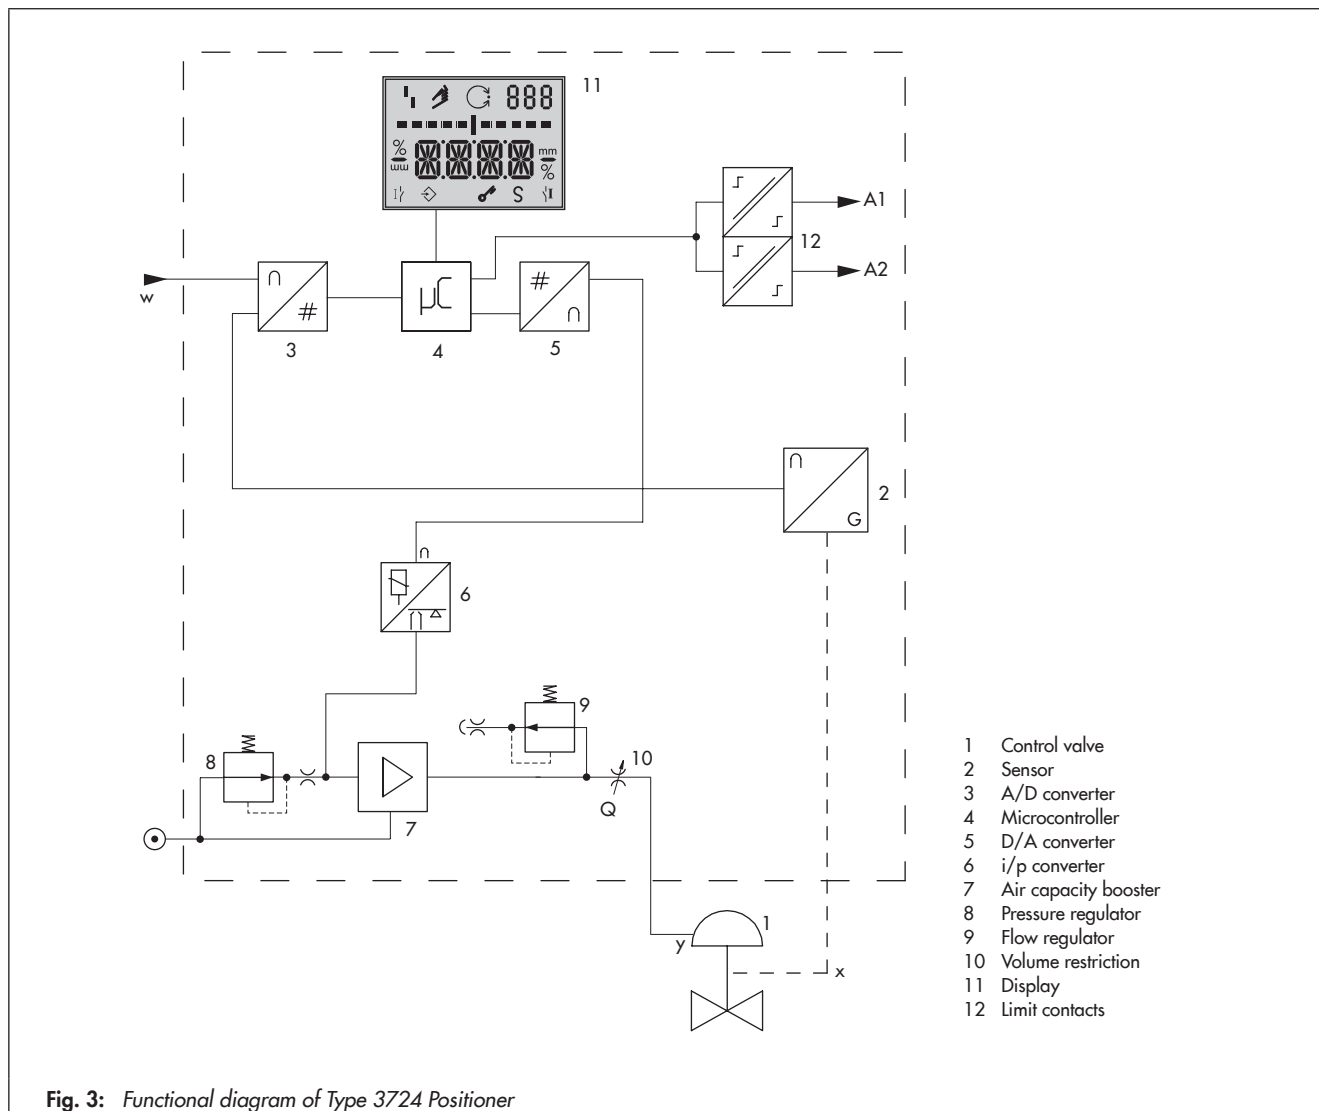 11
888
%
mm
mm
%
S
A1
12
A2
w
∩
#
µC
#
∩
3
4
5
∩
G
2
∩
6
9
8
10
Q
7
1
y
x
1 Control valve
2 Sensor
3 A/D converter
4 Microcontroller
5 D/A converter
6 i/p converter
7 Air capacity booster
8 Pressure regulator
9 Flow regulator
10 Volume restriction
11 Display
12 Limit contacts
Fig. 3: Functional diagram of Type 3724 Positioner